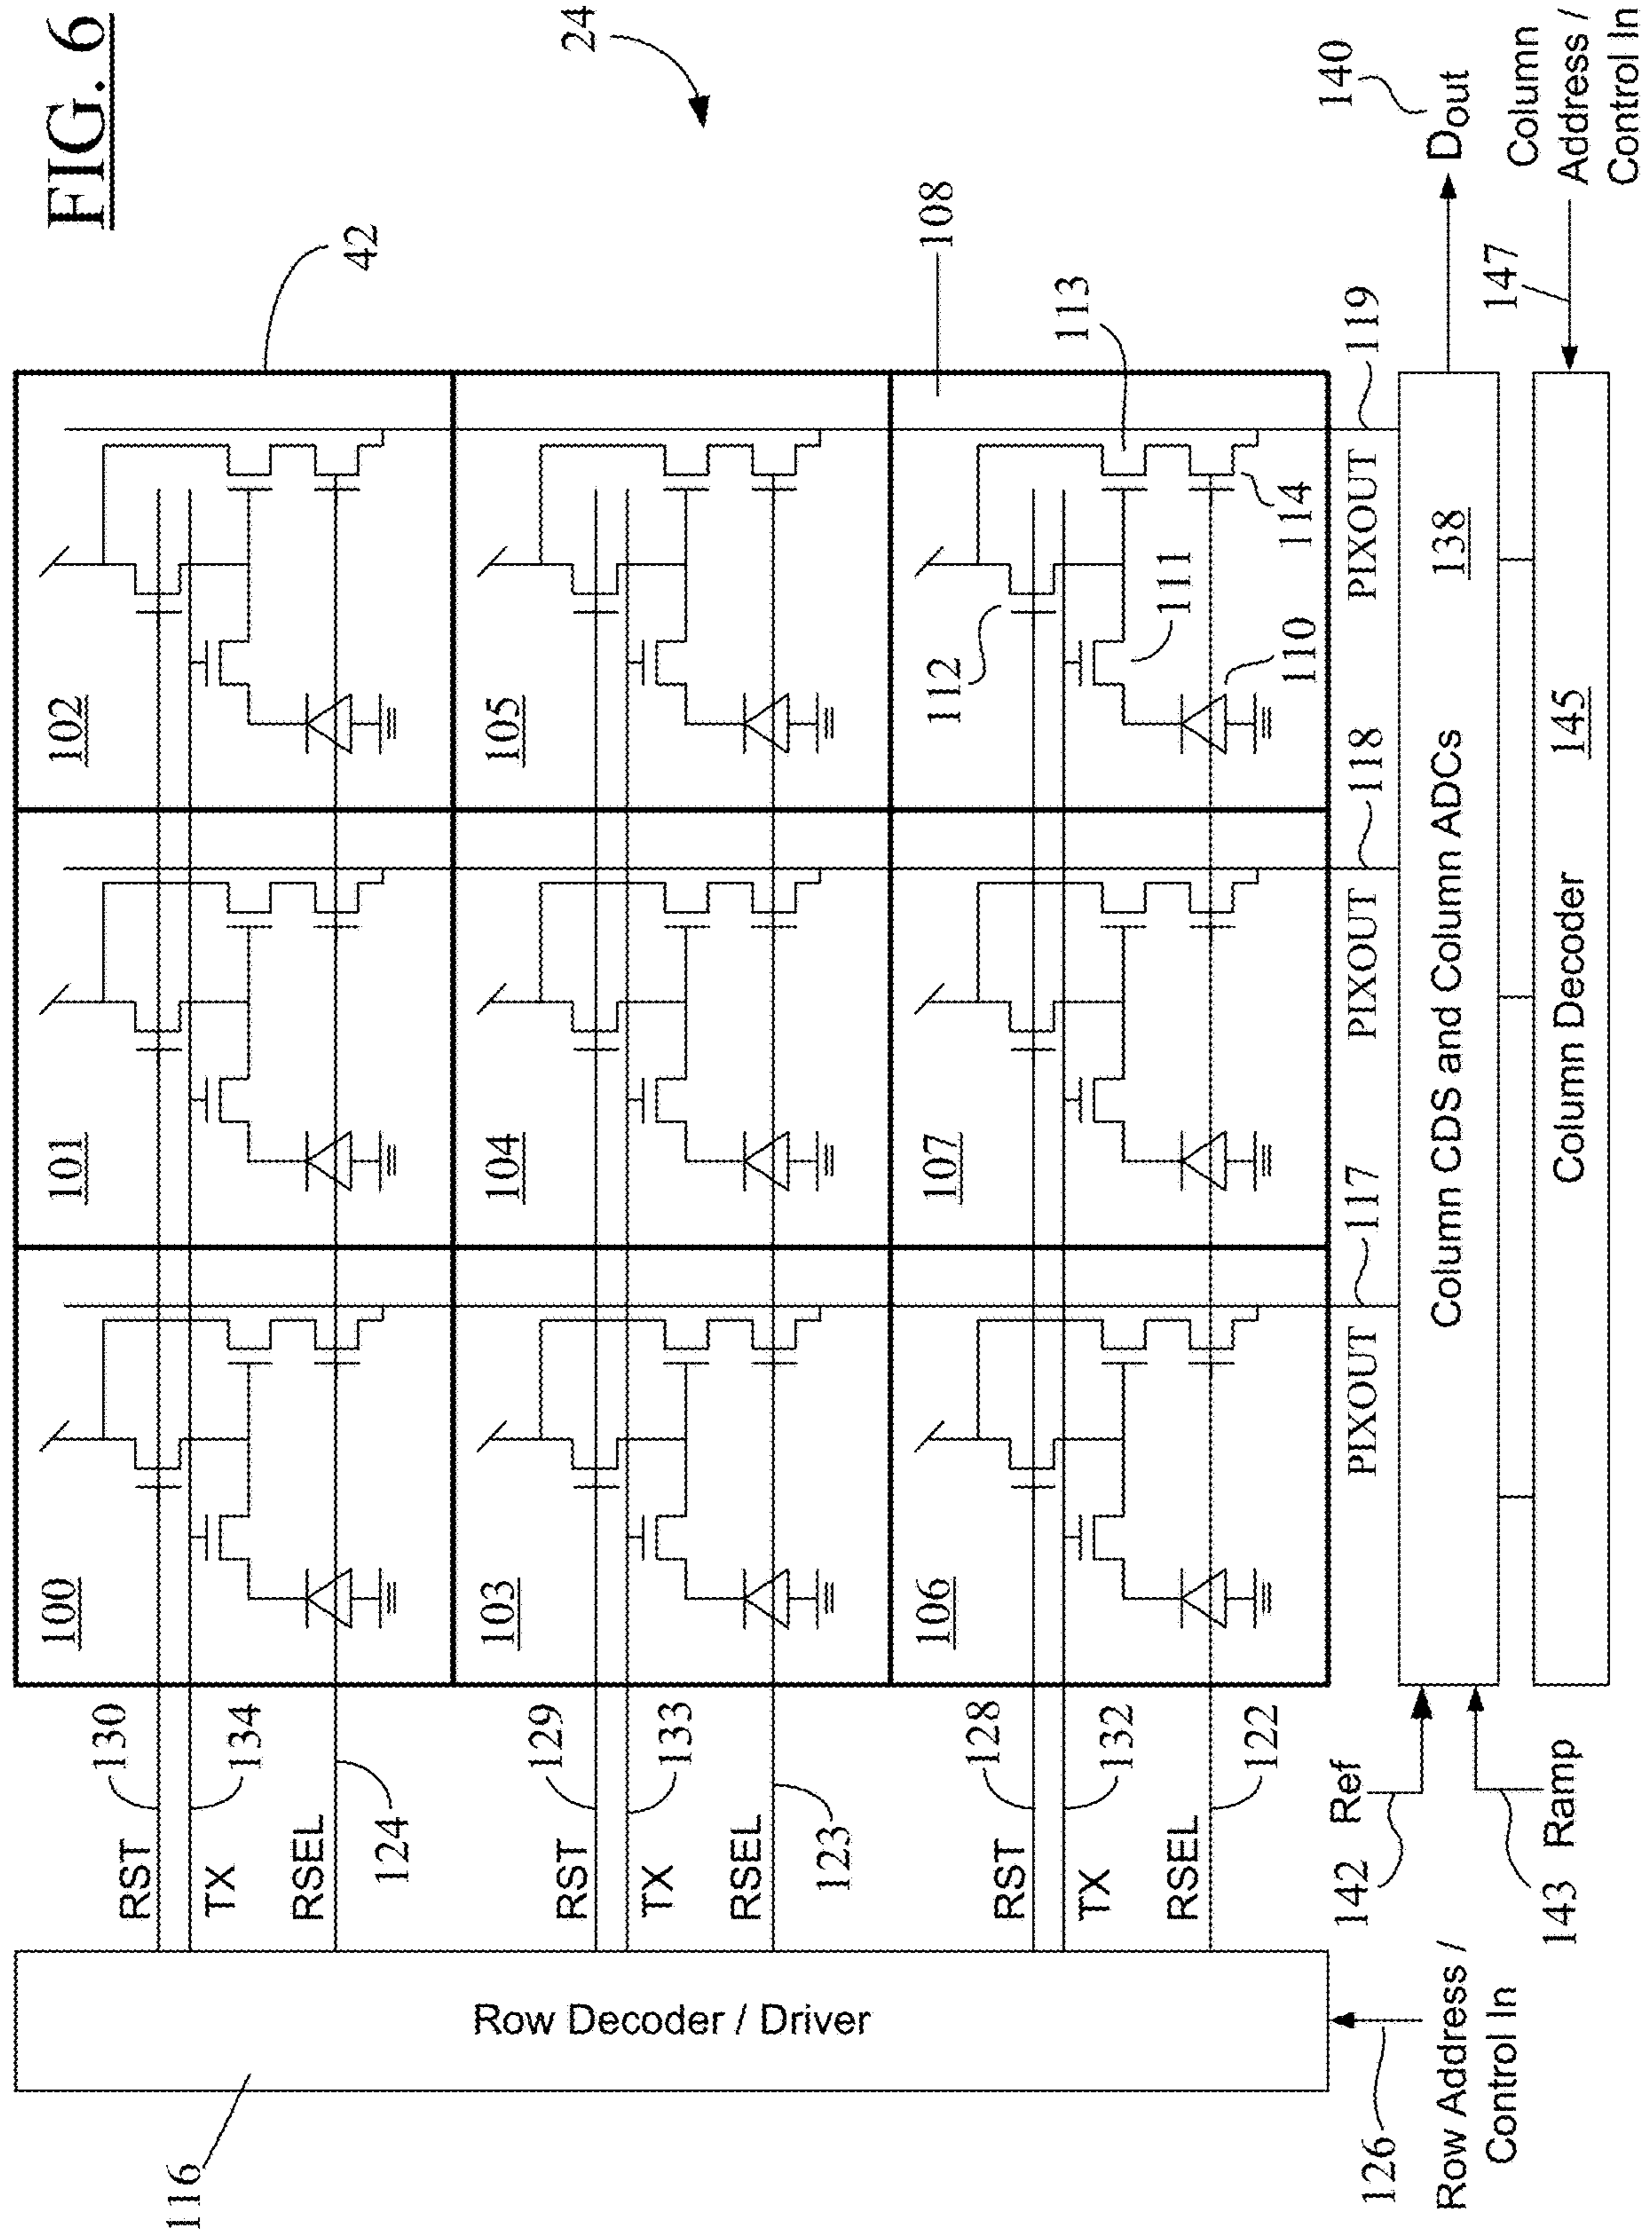 FIG. 6
24
42
100
101
102
130
RST
134
TX
RSEL
124
103
104
105
129
RST
133
TX
RSEL
123
106
107
108
112
113
111
114
110
128
RST
132
TX
RSEL
122
PIXOUT
117
PIXOUT
118
PIXOUT
119
Row Decoder / Driver
116
126
Row Address /
Control In
142
Ref
143
Ramp
Column CDS and Column ADCs
138
DOUT
140
Column Decoder
145
147
Column
Address /
Control In